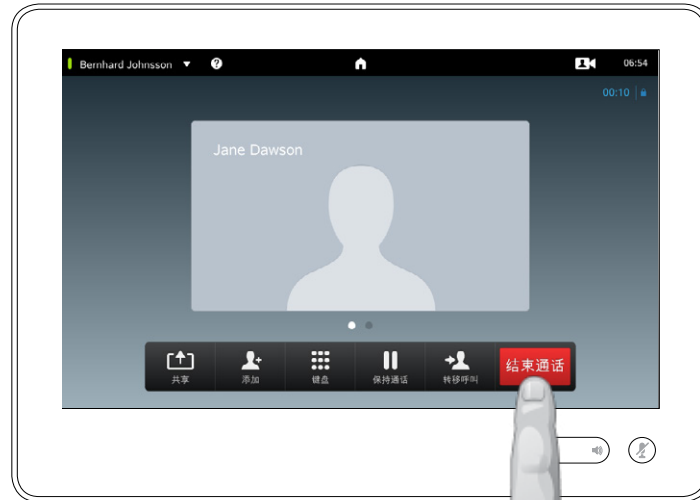 Bernhard Johnsson
06:54
00:10
Jane Dawson
共享
添加
键盘
保持通话
转移呼叫
结束通话